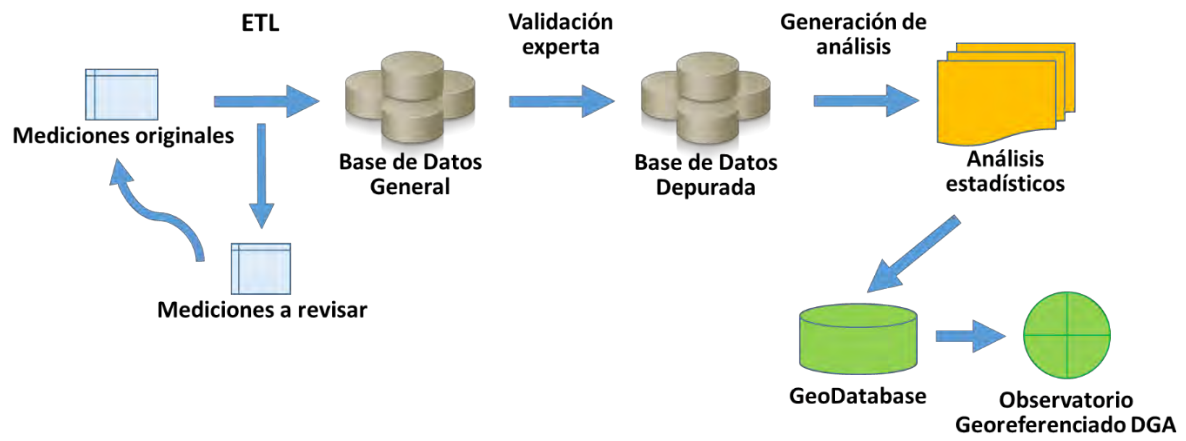 ETL
Validación
experta
Generación de
análisis
Mediciones originales
Base de Datos
General
Base de Datos
Depurada
Análisis
estadísticos
Mediciones a revisar
GeoDatabase
Observatorio
Georeferenciado DGA